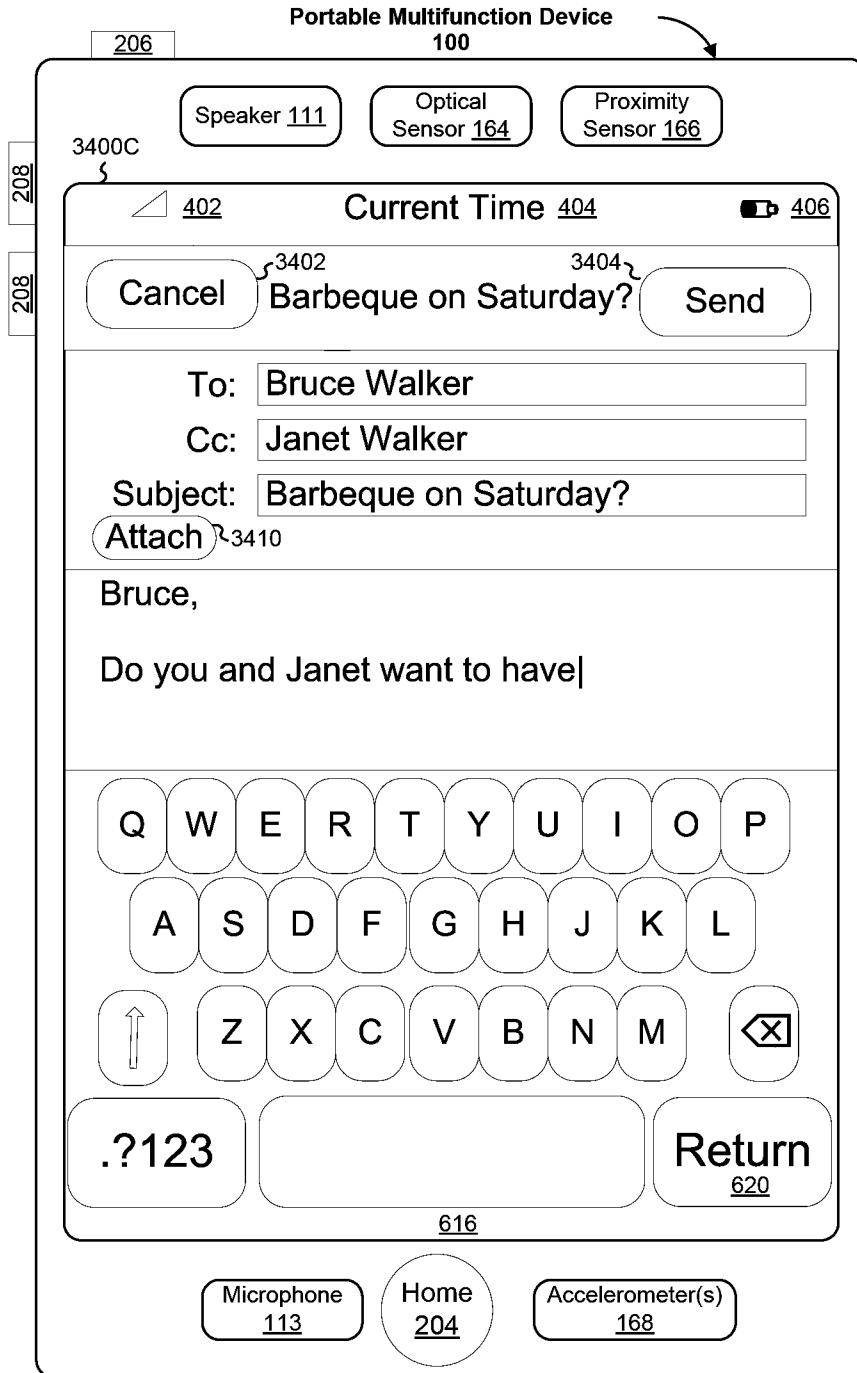 Portable Multifunction Device
100
206
Speaker 111
Optical
Sensor 164
Proximity
Sensor 166
3400C
208
208
402
Current Time 404
406
3402
3404
Cancel
Barbeque on Saturday?
Send
To: Bruce Walker
Cc: Janet Walker
Subject: Barbeque on Saturday?
Attach 3410
Bruce,
Do you and Janet want to have
Q W E R T Y U I O P
A S D F G H J K L
Z X C V B N M
.?123
Return
620
616
Microphone
113
Home
204
Accelerometer(s)
168